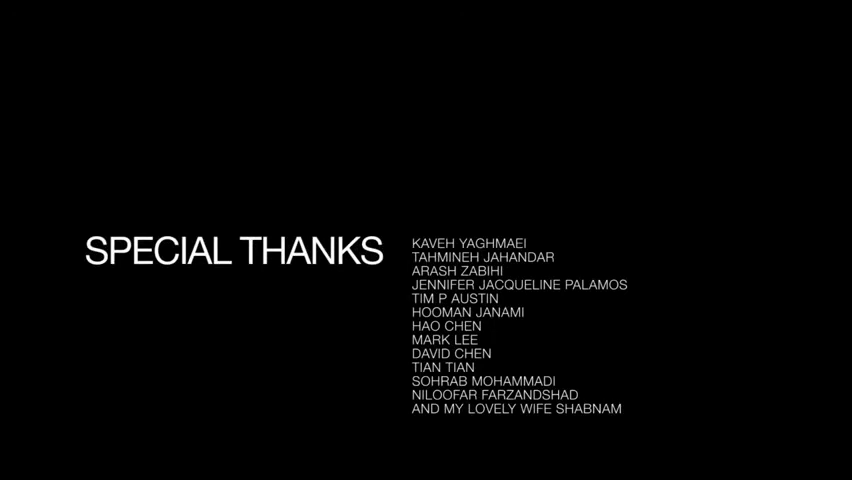 SPECIAL THANKS
KAVEH YAGHMAEI
TAHMINEH JAHANDAR
ARASH ZABIHI
JENNIFER JACQUELINE PALAMOS
TIM P AUSTIN
HOOMAN JANAMI
HAO CHEN
MARK LEE
DAVID CHEN
TIAN TIAN
SOHRAB MOHAMMADI
NILOOFAR FARZANDSHAD
AND MY LOVELY WIFE SHABNAM